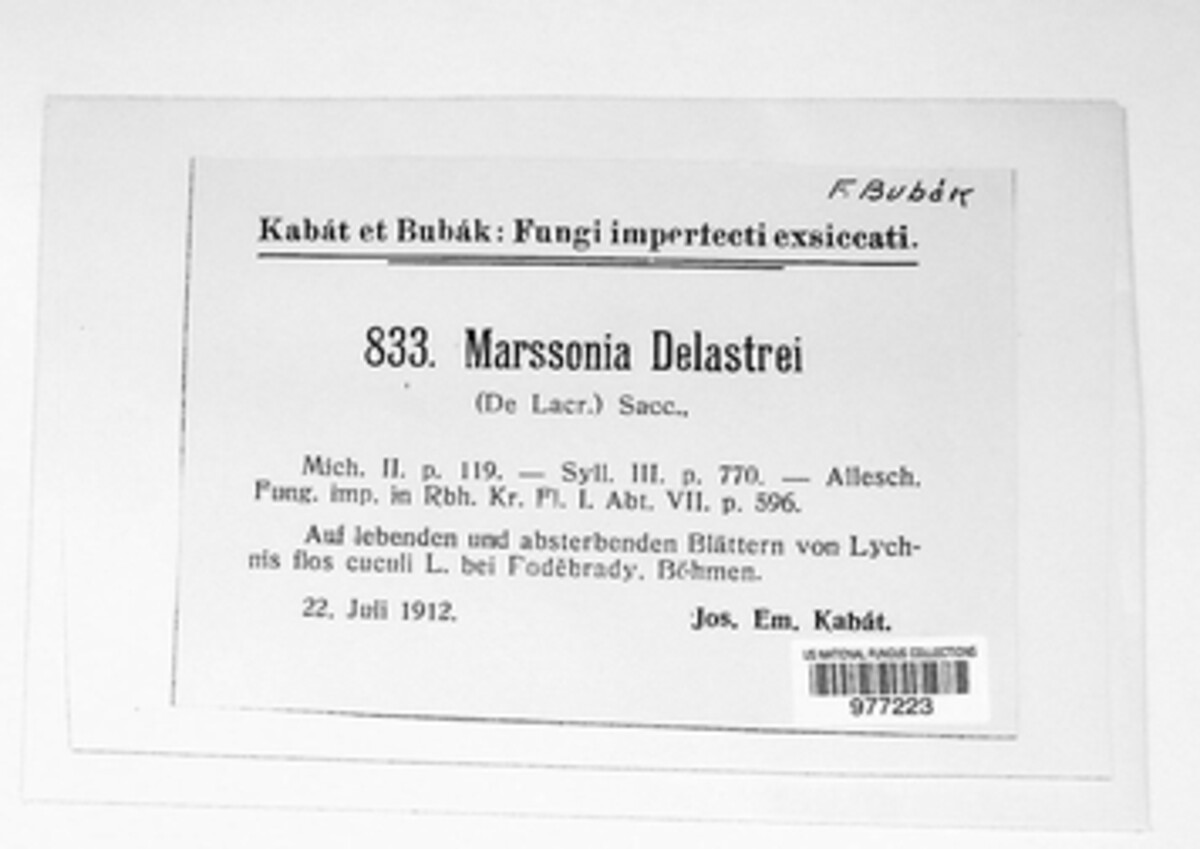 F Bubák
Kabát et Bubák: Fungi imperfecti exsiccati.
833. Marssonia Delastrei
(De Lacr.) Sacc.,
Mich. II. p. 119. — Syll. III. p. 770. — Allesch.
Fung. imp. in Rbh. Kr. Fl. I. Abt. VII. p. 596.
Auf lebenden und absterbenden Blättern von Lych-
nis flos cuculi L. bei Poděbrady, Böhmen.
22. Juli 1912.
Jos. Em. Kabát.
US NATIONAL FUNGUS COLLECTIONS
977223